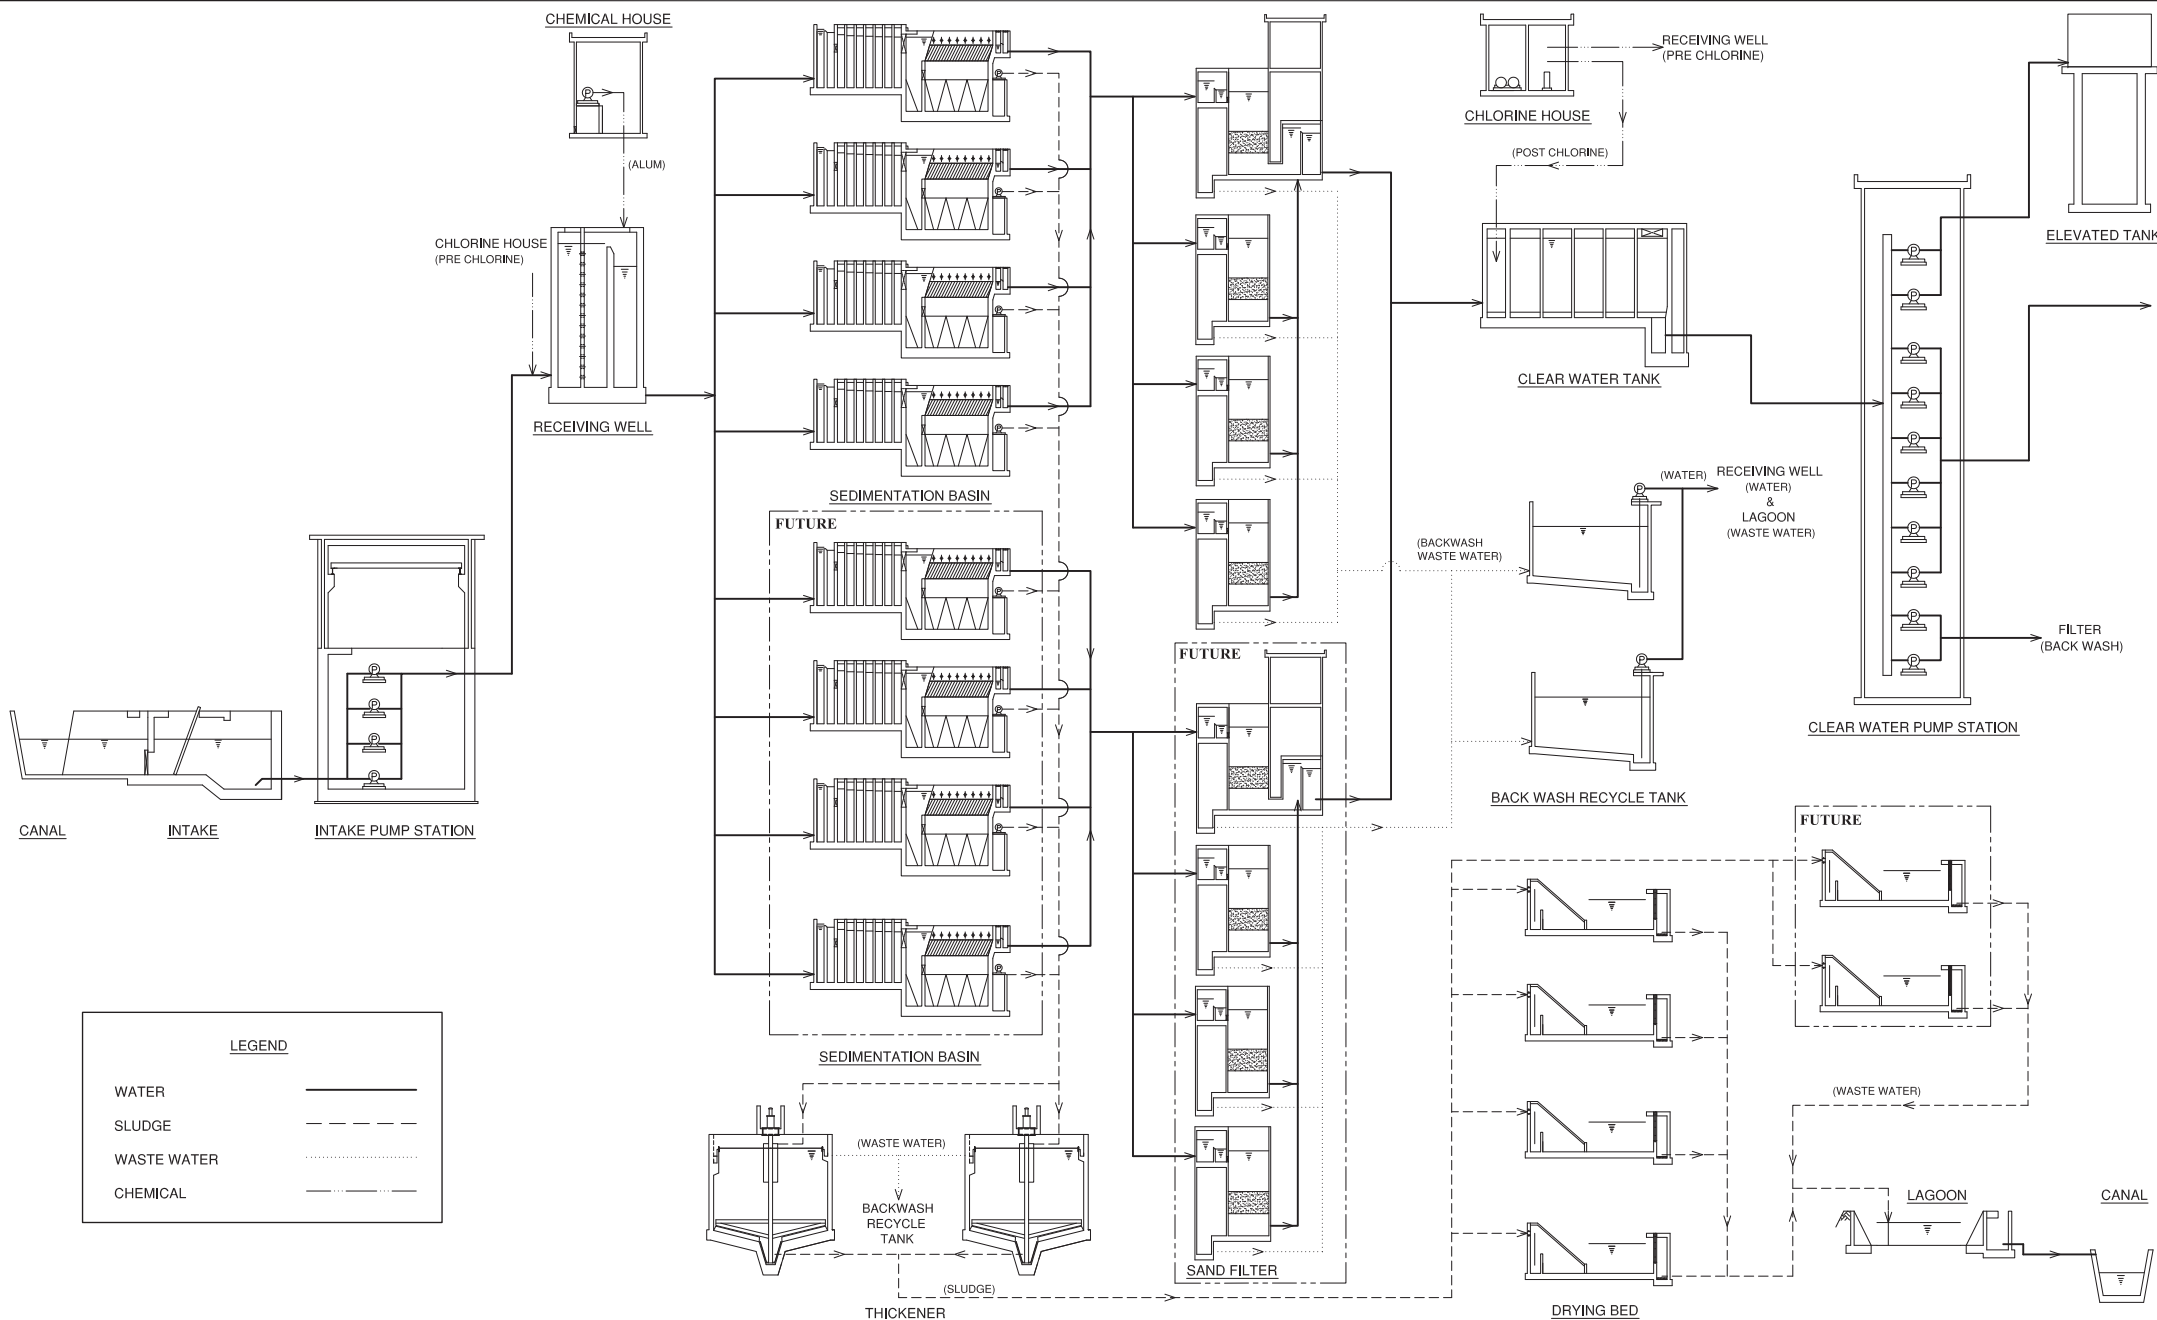 CHEMICAL HOUSE
P
(ALUM)
CHLORINE HOUSE
(PRE CHLORINE)
RECEIVING WELL
P
P
P
P
SEDIMENTATION BASIN
FUTURE
P
P
P
P
SEDIMENTATION BASIN
FUTURE
SAND FILTER
RECEIVING WELL
(PRE CHLORINE)
CHLORINE HOUSE
(POST CHLORINE)
CLEAR WATER TANK
ELEVATED TANK
P
P
P
P
P
P
P
P
P
P
FILTER
(BACK WASH)
CLEAR WATER PUMP STATION
(WATER)
RECEIVING WELL
(WATER)
&
LAGOON
(WASTE WATER)
P
P
(BACKWASH
WASTE WATER)
BACK WASH RECYCLE TANK
CANAL
INTAKE
P
P
P
P
INTAKE PUMP STATION
FUTURE
(WASTE WATER)
LAGOON
CANAL
DRYING BED
(WASTE WATER)
BACKWASH
RECYCLE
TANK
(SLUDGE)
THICKENER
LEGEND
WATER
SLUDGE
WASTE WATER
CHEMICAL